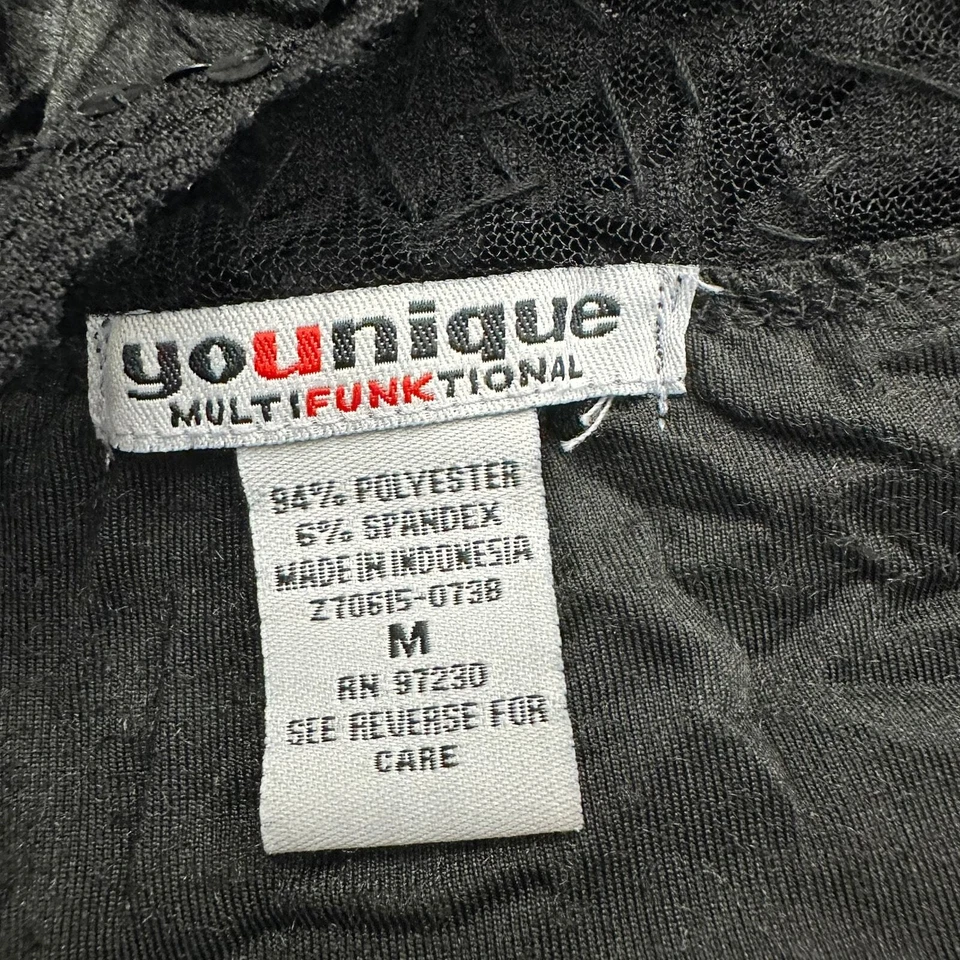 younique
MULTIFUNKTIONAL
94% POLYESTER
6% SPANDEX
MADE IN INDONESIA
Z70615-0738
M
RN 97230
SEE REVERSE FOR
CARE